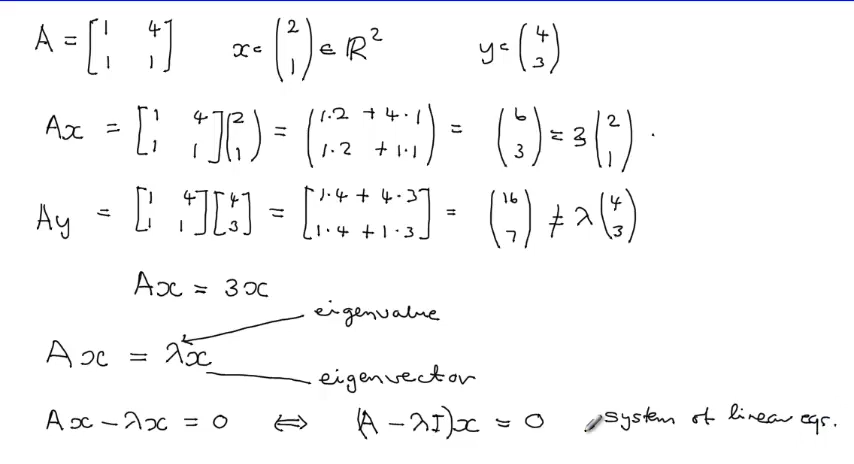 A = [1 4; 1 1]   x = (2; 1) ∈ ℝ²   y = (4; 3)
Ax = [1 4; 1 1](2; 1) = (1·2 + 4·1; 1·2 + 1·1) = (6; 3) = 3(2; 1).
Ay = [1 4; 1 1][4; 3] = [1·4 + 4·3; 1·4 + 1·3] = (16; 7) ≠ λ(4; 3)
Ax = 3x
eigenvalue
Ax = λx
eigenvector
Ax - λx = 0 ⇔ (A - λI)x = 0   system of linear eqs.